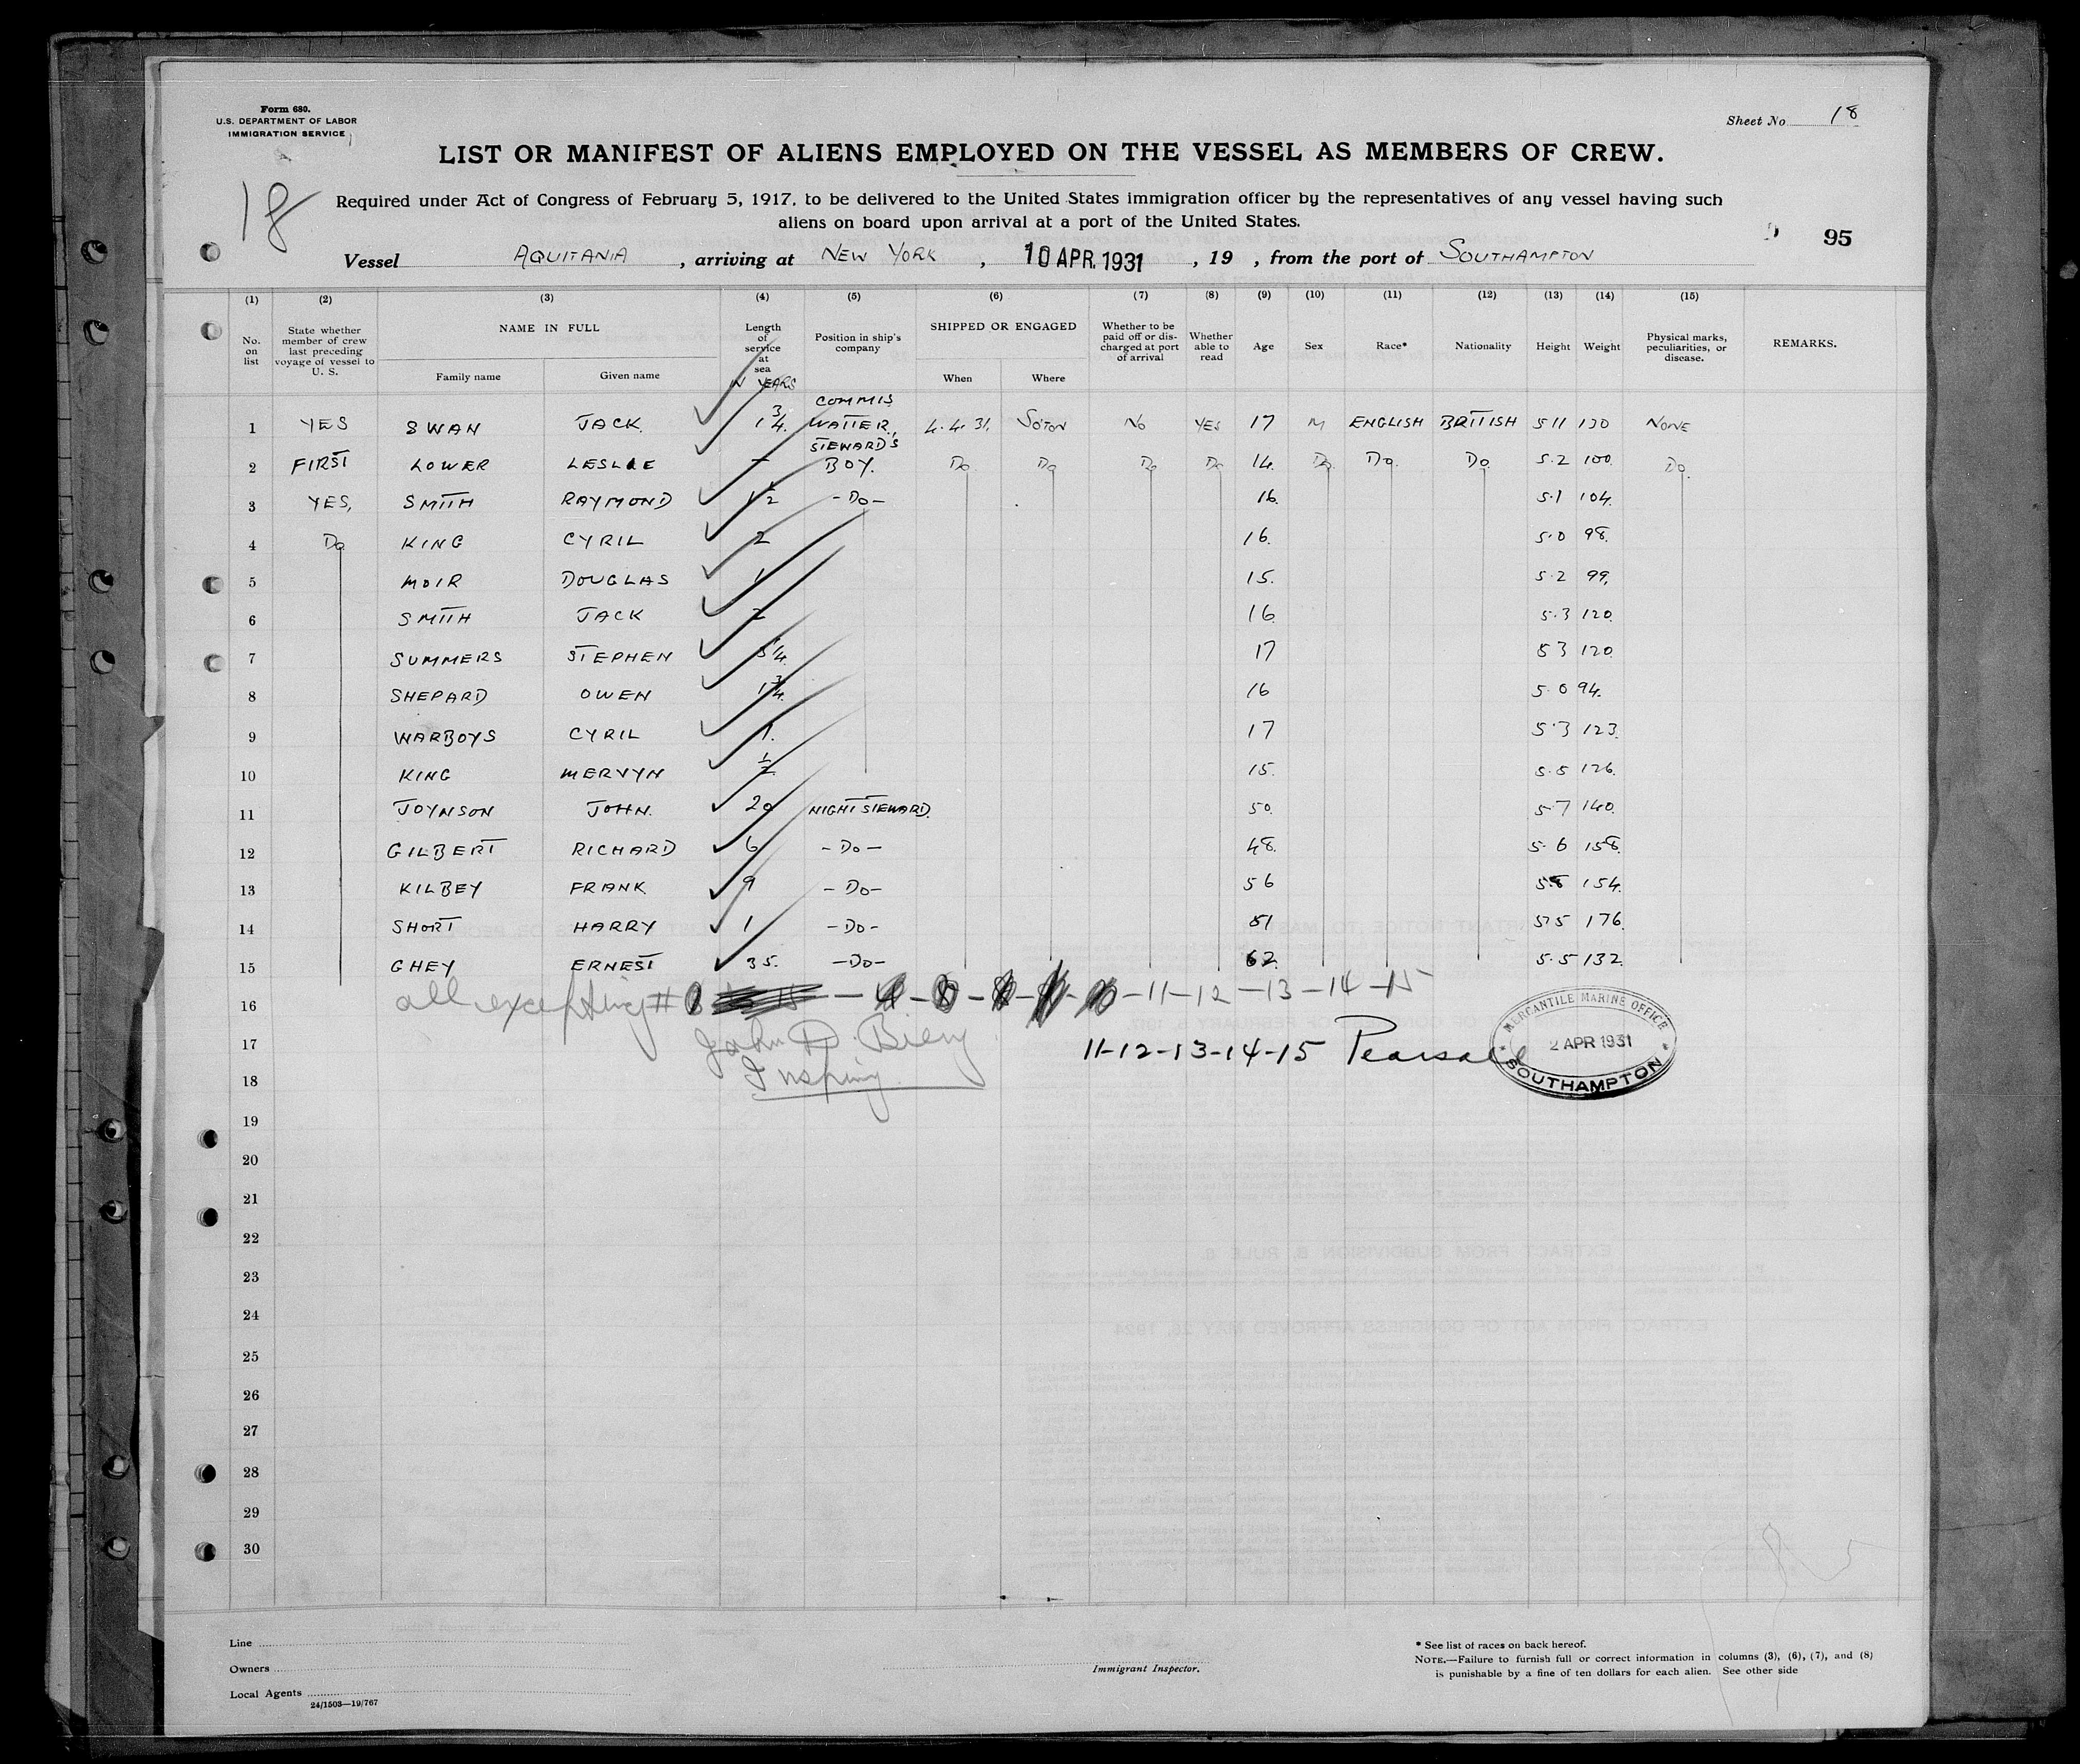 Form 680.
U.S. DEPARTMENT OF LABOR
IMMIGRATION SERVICE
Sheet No 18
LIST OR MANIFEST OF ALIENS EMPLOYED ON THE VESSEL AS MEMBERS OF CREW.
18
Required under Act of Congress of February 5, 1917, to be delivered to the United States immigration officer by the representatives of any vessel having such
aliens on board upon arrival at a port of the United States.
95
Vessel AQUITANIA, arriving at NEW YORK, 10 APR. 1931, 19 , from the port of SOUTHAMPTON
(1) (2) (3) (4) (5) (6) (7) (8) (9) (10) (11) (12) (13) (14) (15)
No. on list State whether member of crew last preceding voyage of vessel to U. S. NAME IN FULL Length of service at sea IN YEARS Position in ship's company SHIPPED OR ENGAGED Whether to be paid off or discharged at port of arrival Whether able to read Age Sex Race* Nationality Height Weight Physical marks, peculiarities, or disease. REMARKS.
Family name Given name When Where
1 YES SWAN JACK. 1 3/4. COMMIS WAITER. 4.4.31. SOTON NO YES 17 M ENGLISH BRITISH 5 11 130 NONE
2 FIRST LOWER LESLIE — STEWARD'S BOY. Do Do Do Do 14. Do Do. Do. 5.2 100. Do.
3 YES, SMITH RAYMOND 1 1/2 -Do- 16. 5.1 104.
4 Do KING CYRIL 2 16. 5.0 98.
5 MOIR DOUGLAS 1 15. 5.2 99.
6 SMITH JACK 2 16 5.3 120.
7 SUMMERS STEPHEN 17 5 3 120.
8 SHEPARD OWEN 1 3/4. 16 5.0 94.
9 WARBOYS CYRIL 1. 17 5.3 123.
10 KING MERVYN 1/2 15. 5.5 126.
11 JOYNSON JOHN. 20 NIGHT STEWARD. 50. 5.7 140.
12 GILBERT RICHARD 6 -Do- 48. 5.6 158.
13 KILBEY FRANK 9 -Do- 56 5.8 154.
14 SHORT HARRY 1 -Do- 51 5.5 176.
15 GHEY ERNEST 35. -Do- 62. 5.5 132.
16 all excepting # -11-12-13-14-15
17 John D. 11-12-13-14-15 Pearsall
MERCANTILE MARINE OFFICE
2 APR 1931
SOUTHAMPTON
18
19
20
21
22
23
24
25
26
27
28
29
30
Line
Owners
Local Agents
24/1503—19/767
Immigrant Inspector.
* See list of races on back hereof.
NOTE.—Failure to furnish full or correct information in columns (3), (6), (7), and (8)
is punishable by a fine of ten dollars for each alien. See other side